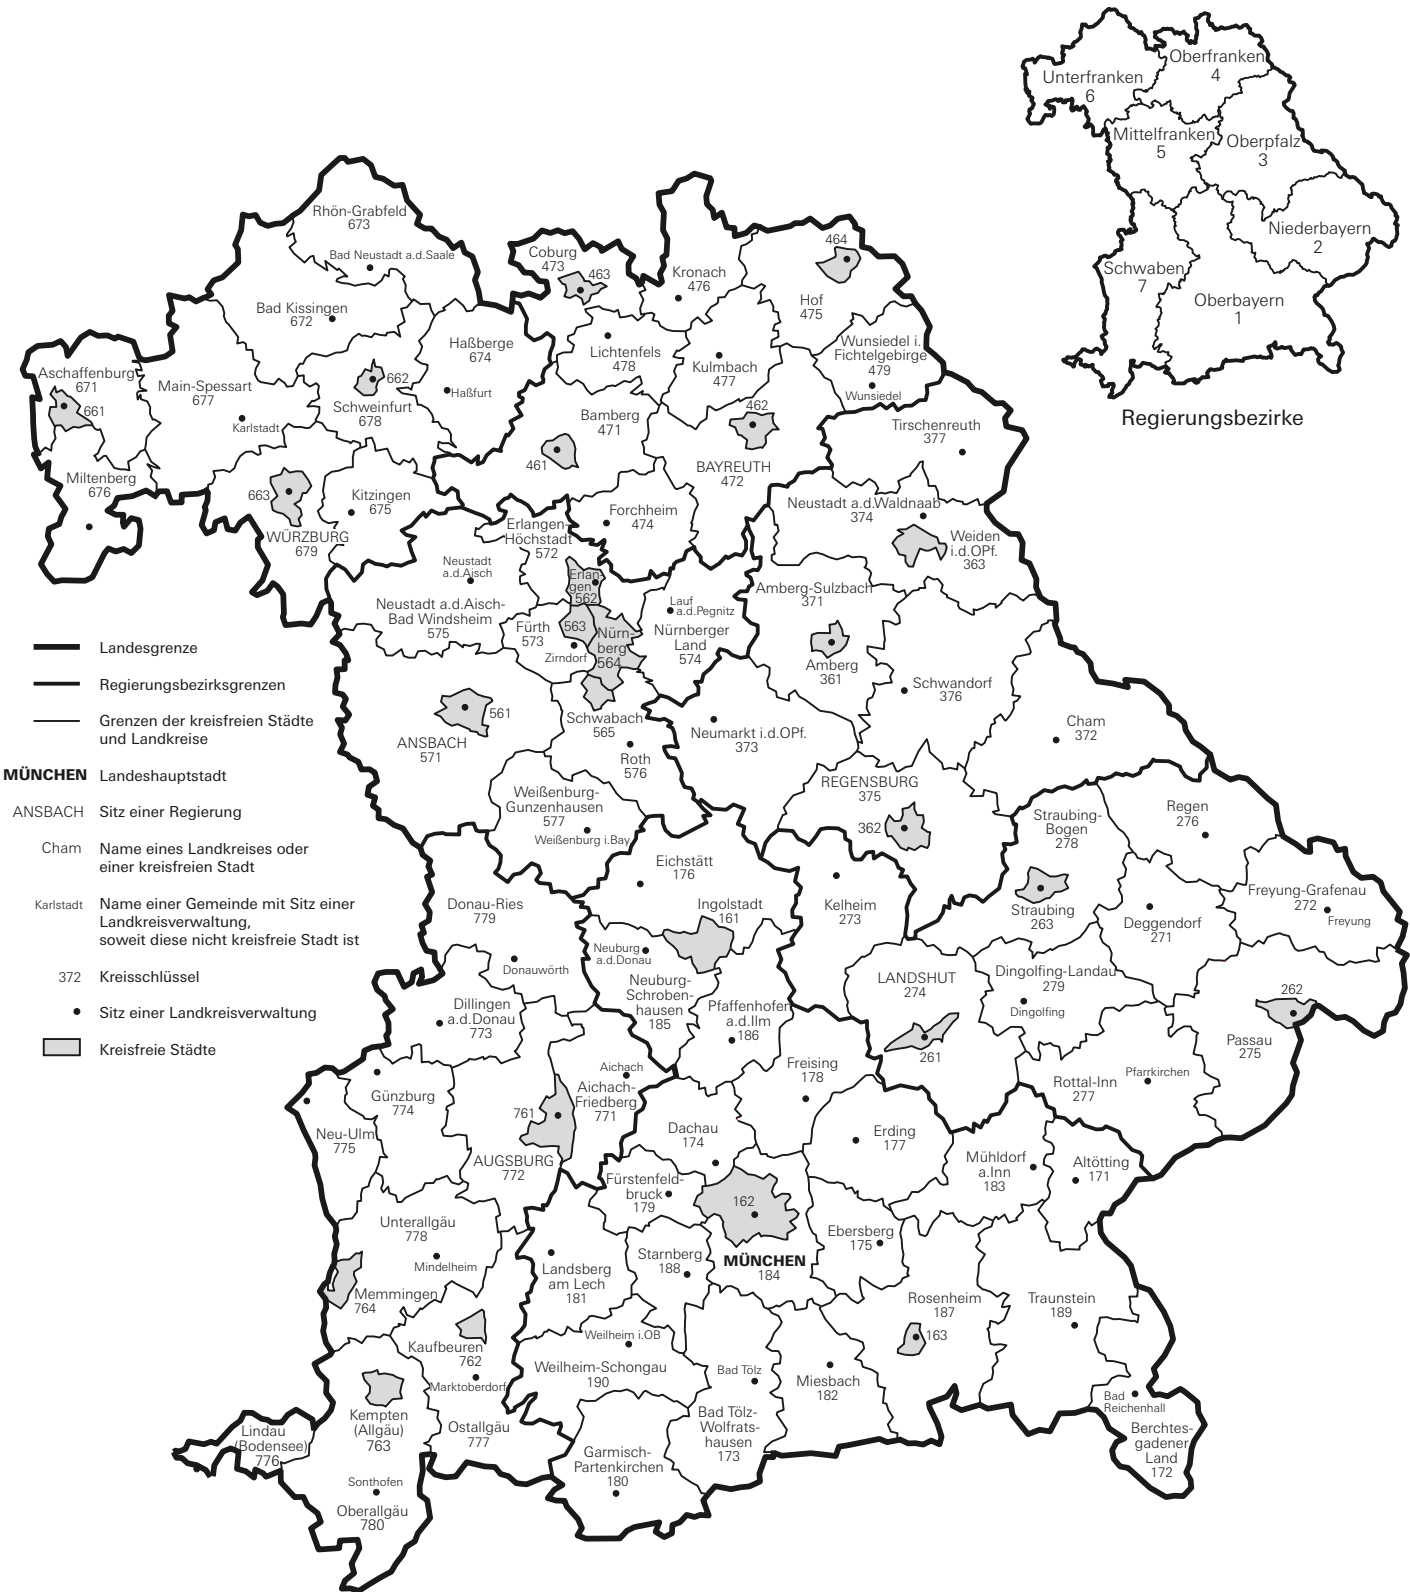 Unterfranken
6
Oberfranken
4
Mittelfranken
5
Oberpfalz
3
Niederbayern
2
Schwaben
7
Oberbayern
1
Regierungsbezirke
Rhön-Grabfeld
673
Bad Neustadt a.d.Saale
Bad Kissingen
672
Coburg
473
463
Kronach
476
464
Hof
475
Haßberge
674
Haßfurt
Lichtenfels
478
Kulmbach
477
Wunsiedel i.
Fichtelgebirge
479
Wunsiedel
Aschaffenburg
671
661
Main-Spessart
677
Karlstadt
662
Schweinfurt
678
Bamberg
471
461
462
BAYREUTH
472
Tirschenreuth
377
Miltenberg
676
663
WÜRZBURG
679
Kitzingen
675
Forchheim
474
Neustadt a.d.Waldnaab
374
Weiden
i.d.OPf.
363
Erlangen-
Höchstadt
572
Neustadt
a.d.Aisch
Neustadt a.d.Aisch-
Bad Windsheim
575
Erlan-
gen
562
Fürth
573
563
Zirndorf
Nürn-
berg
564
Lauf
a.d.Pegnitz
Nürnberger
Land
574
Amberg-Sulzbach
371
Amberg
361
Schwandorf
376
Cham
372
Landesgrenze
Regierungsbezirksgrenzen
Grenzen der kreisfreien Städte
und Landkreise
MÜNCHEN Landeshauptstadt
ANSBACH Sitz einer Regierung
Cham Name eines Landkreises oder
einer kreisfreien Stadt
Karlstadt Name einer Gemeinde mit Sitz einer
Landkreisverwaltung,
soweit diese nicht kreisfreie Stadt ist
372 Kreisschlüssel
Sitz einer Landkreisverwaltung
Kreisfreie Städte
561
ANSBACH
571
Schwabach
565
Roth
576
Neumarkt i.d.OPf.
373
Weißenburg-
Gunzenhausen
577
Weißenburg i.Bay.
REGENSBURG
375
362
Straubing-
Bogen
278
Regen
276
Straubing
263
Deggendorf
271
Freyung-Grafenau
272
Freyung
Eichstätt
176
Ingolstadt
161
Kelheim
273
Donau-Ries
779
Donauwörth
Neuburg
a.d.Donau
Neuburg-
Schroben-
hausen
185
LANDSHUT
274
261
Dingolfing-Landau
279
Dingolfing
262
Passau
275
Dillingen
a.d.Donau
773
Pfaffenhofen
a.d.Ilm
186
Freising
178
Rottal-Inn
277
Pfarrkirchen
Günzburg
774
Neu-Ulm
775
761
AUGSBURG
772
Aichach
Aichach-
Friedberg
771
Dachau
174
Erding
177
Mühldorf
a.Inn
183
Altötting
171
Fürstenfeld-
bruck
179
162
MÜNCHEN
184
Ebersberg
175
Unterallgäu
778
Mindelheim
Memmingen
764
Landsberg
am Lech
181
Starnberg
188
Rosenheim
187
163
Traunstein
189
Kaufbeuren
762
Marktoberdorf
Weilheim i.OB
Weilheim-Schongau
190
Bad Tölz
Bad Tölz-
Wolfrats-
hausen
173
Miesbach
182
Bad
Reichenhall
Berchtes-
gadener
Land
172
Kempten
(Allgäu)
763
Ostallgäu
777
Garmisch-
Partenkirchen
180
Lindau
(Bodensee)
776
Sonthofen
Oberallgäu
780